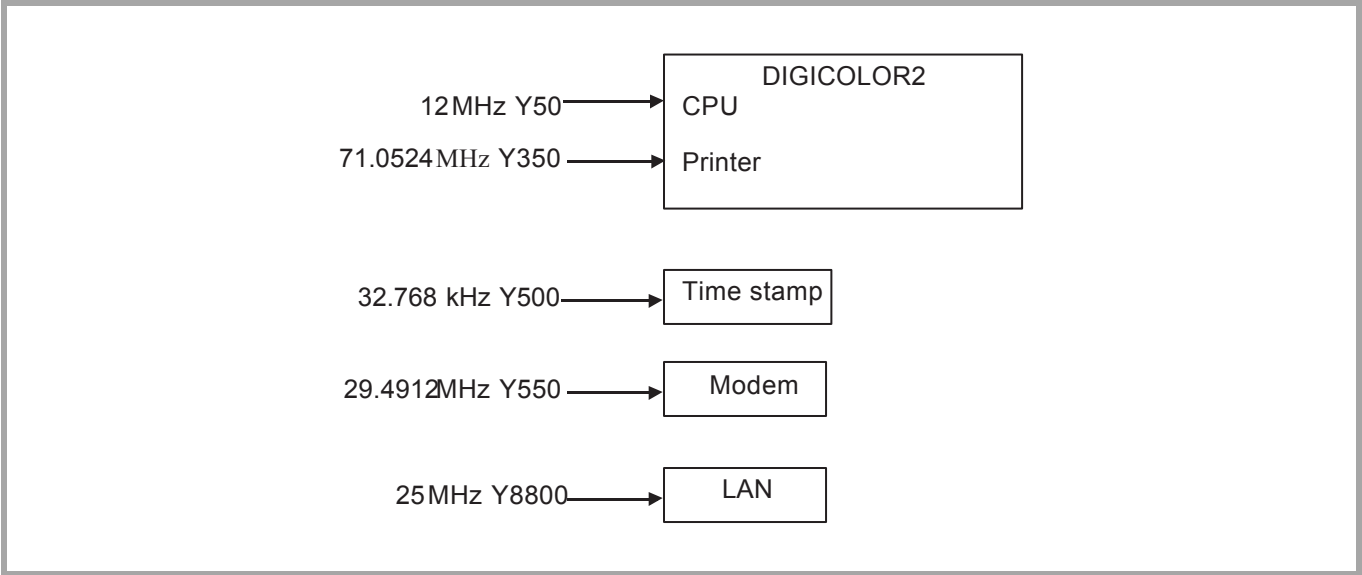 DIGICOLOR2
12MHz Y50 CPU
71.0524MHz Y350 Printer
32.768 kHz Y500 Time stamp
29.4912MHz Y550 Modem
25MHz Y8800 LAN